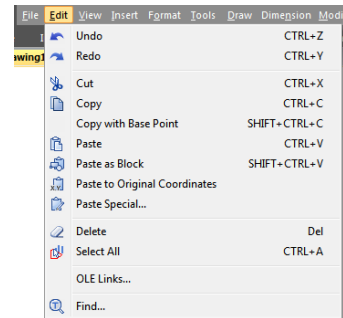 File Edit View Insert Format Tools Draw Dimension Modi
awing1
Undo CTRL+Z
Redo CTRL+Y
Cut CTRL+X
Copy CTRL+C
Copy with Base Point SHIFT+CTRL+C
Paste CTRL+V
Paste as Block SHIFT+CTRL+V
Paste to Original Coordinates
Paste Special...
Delete Del
Select All CTRL+A
OLE Links...
Find...